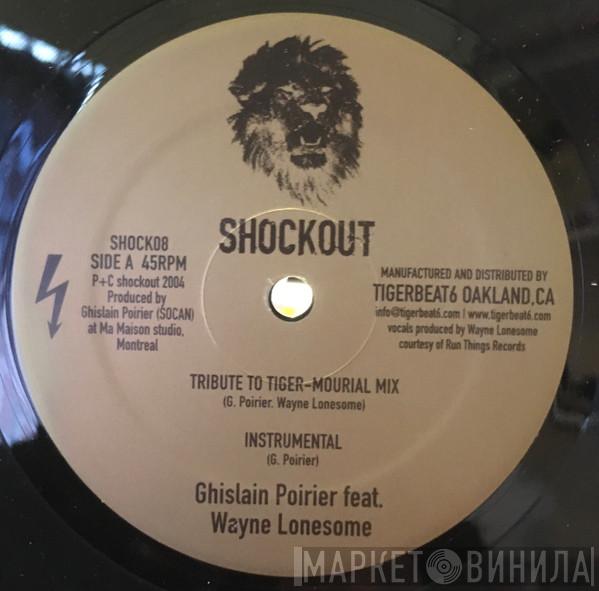 SHOCKOUT
SHOCK08
SIDE A 45RPM
P+C shockout 2004
Produced by
Ghislain Poirier (SOCAN)
at Ma Maison studio,
Montreal
MANUFACTURED AND DISTRIBUTED BY
TIGERBEAT6 OAKLAND,CA
info@tigerbeat6.com | www.tigerbeat6.com
vocals produced by Wayne Lonesome
courtesy of Run Things Records
TRIBUTE TO TIGER-MOURIAL MIX
(G. Poirier. Wayne Lonesome)
INSTRUMENTAL
(G. Poirier)
Ghislain Poirier feat.
Wayne Lonesome
МАРКЕТ ВИНИЛА